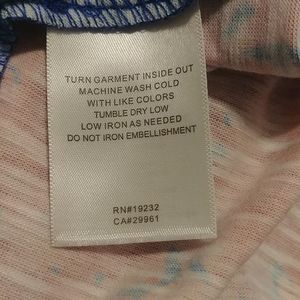 TURN GARMENT INSIDE OUT
MACHINE WASH COLD
WITH LIKE COLORS
TUMBLE DRY LOW
LOW IRON AS NEEDED
DO NOT IRON EMBELLISHMENT
RN#19232
CA#29961